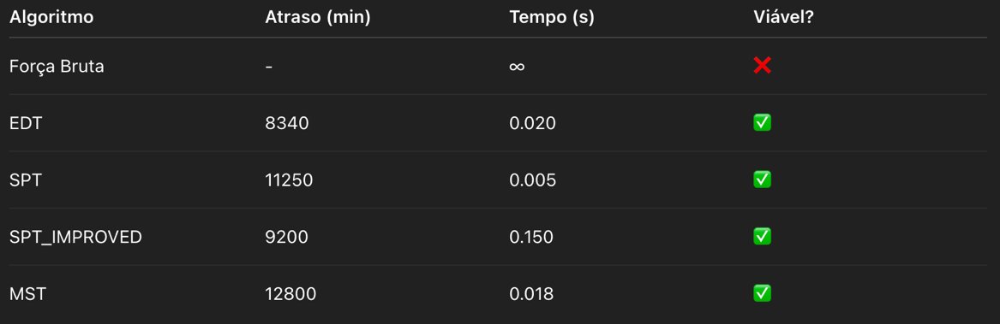 Algoritmo Atraso (min) Tempo (s) Viável?
Força Bruta - ∞ ❌
EDT 8340 0.020 ✅
SPT 11250 0.005 ✅
SPT_IMPROVED 9200 0.150 ✅
MST 12800 0.018 ✅